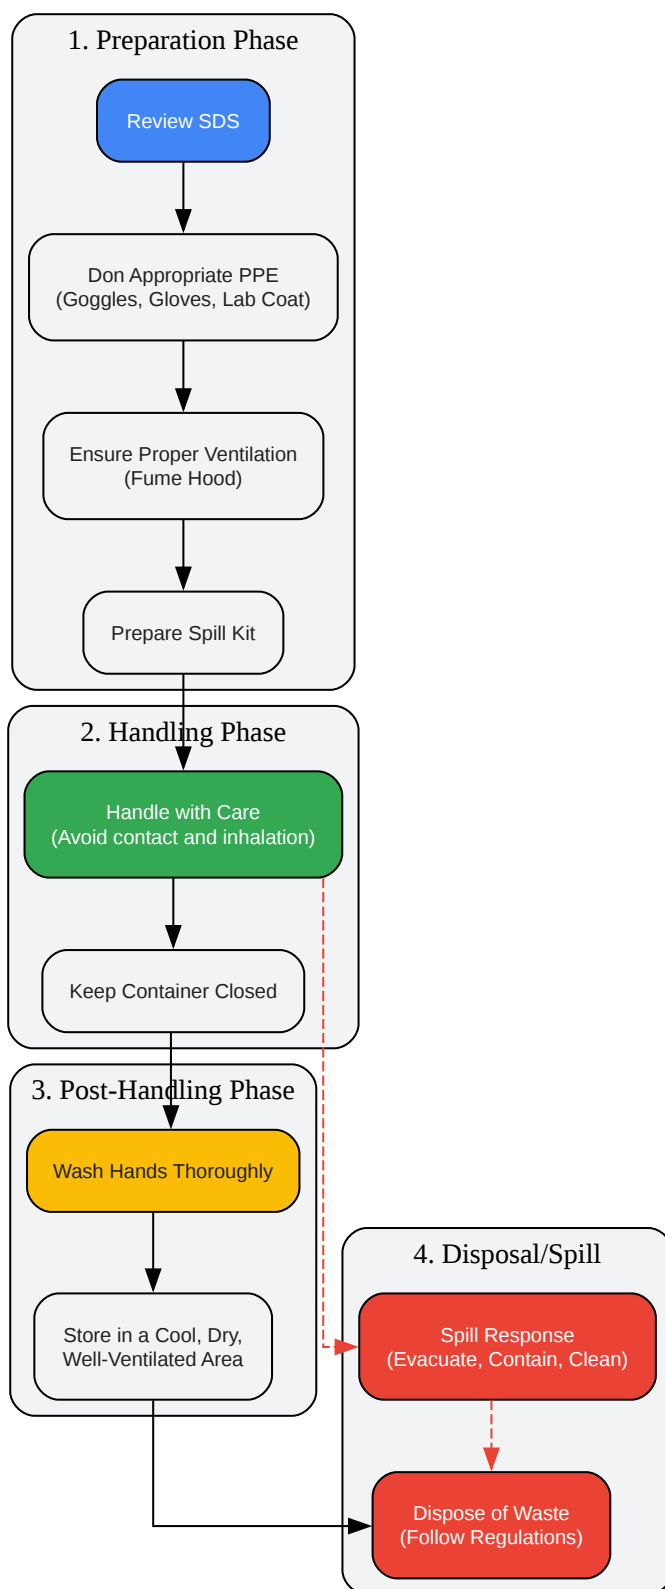 1. Preparation Phase
Review SDS
Don Appropriate PPE
(Goggles, Gloves, Lab Coat)
Ensure Proper Ventilation
(Fume Hood)
Prepare Spill Kit
2. Handling Phase
Handle with Care
(Avoid contact and inhalation)
Keep Container Closed
3. Post-Handling Phase
Wash Hands Thoroughly
Store in a Cool, Dry,
Well-Ventilated Area
4. Disposal/Spill
Spill Response
(Evacuate, Contain, Clean)
Dispose of Waste
(Follow Regulations)